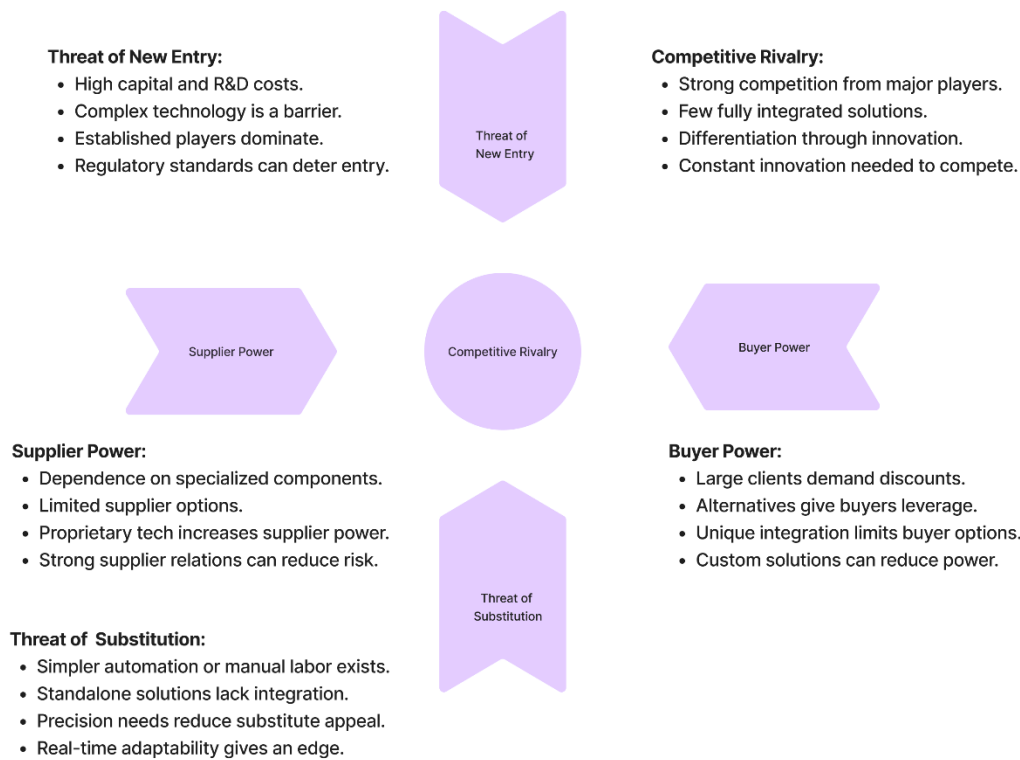 Threat of New Entry:
• High capital and R&D costs.
• Complex technology is a barrier.
• Established players dominate.
• Regulatory standards can deter entry.
Threat of
New Entry
Competitive Rivalry:
• Strong competition from major players.
• Few fully integrated solutions.
• Differentiation through innovation.
• Constant innovation needed to compete.
Supplier Power
Competitive Rivalry
Buyer Power
Supplier Power:
• Dependence on specialized components.
• Limited supplier options.
• Proprietary tech increases supplier power.
• Strong supplier relations can reduce risk.
Buyer Power:
• Large clients demand discounts.
• Alternatives give buyers leverage.
• Unique integration limits buyer options.
• Custom solutions can reduce power.
Threat of
Substitution
Threat of  Substitution:
• Simpler automation or manual labor exists.
• Standalone solutions lack integration.
• Precision needs reduce substitute appeal.
• Real-time adaptability gives an edge.